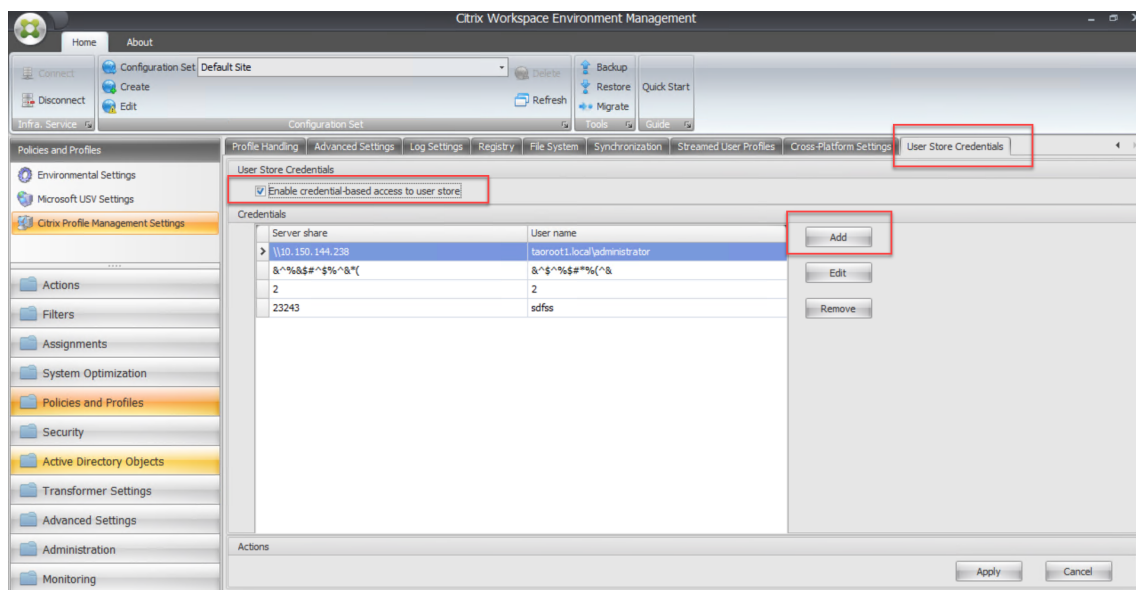 Citrix Workspace Environment Management
Home About
Connect
Disconnect
Infra. Service
Configuration Set Default Site
Create
Edit
Delete
Refresh
Configuration Set
Backup
Restore
Migrate
Tools
Quick Start
Guide
Policies and Profiles
Environmental Settings
Microsoft USV Settings
Citrix Profile Management Settings
Actions
Filters
Assignments
System Optimization
Policies and Profiles
Security
Active Directory Objects
Transformer Settings
Advanced Settings
Administration
Monitoring
Profile Handling Advanced Settings Log Settings Registry File System Synchronization Streamed User Profiles Cross-Platform Settings User Store Credentials
User Store Credentials
Enable credential-based access to user store
Credentials
Server share User name
\\10.150.144.238 taoroot1.local\administrator
&^%&$#^$%^&*( &^$^%$#*%(^&
2 2
23243 sdfss
Add
Edit
Remove
Actions
Apply Cancel